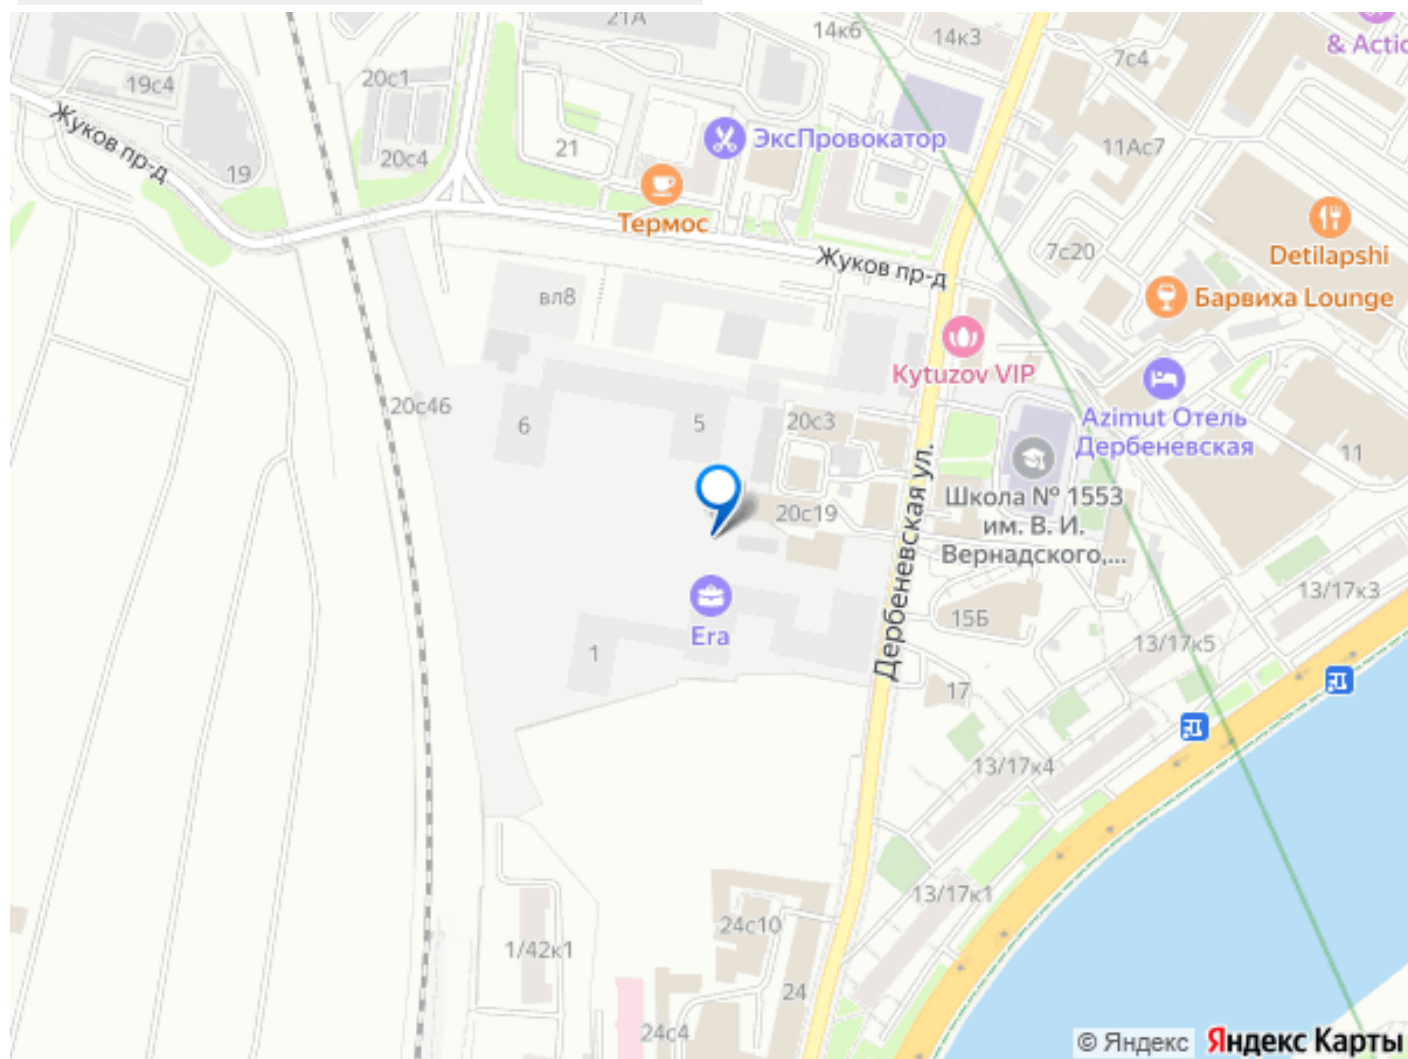 21А
14к6
14к3
& Actio
7с4
19с4
20с1
Жуков пр-д
ЭксПровокатор
11Ас7
21
20с4
19
Термос
Detilapshi
7с20
Жуков пр-д
вл8
Барвиха Lounge
Kytuzov VIP
20с46
6
5
20с3
Azimut Отель
Дербеневская
11
Дербеневская ул.
Школа № 1553
им. В. И.
Вернадского,...
20с19
Era
13/17к3
15Б
1
13/17к5
17
13/17к4
13/17к1
24с10
1/42к1
24
24с4
© Яндекс
Яндекс Карты